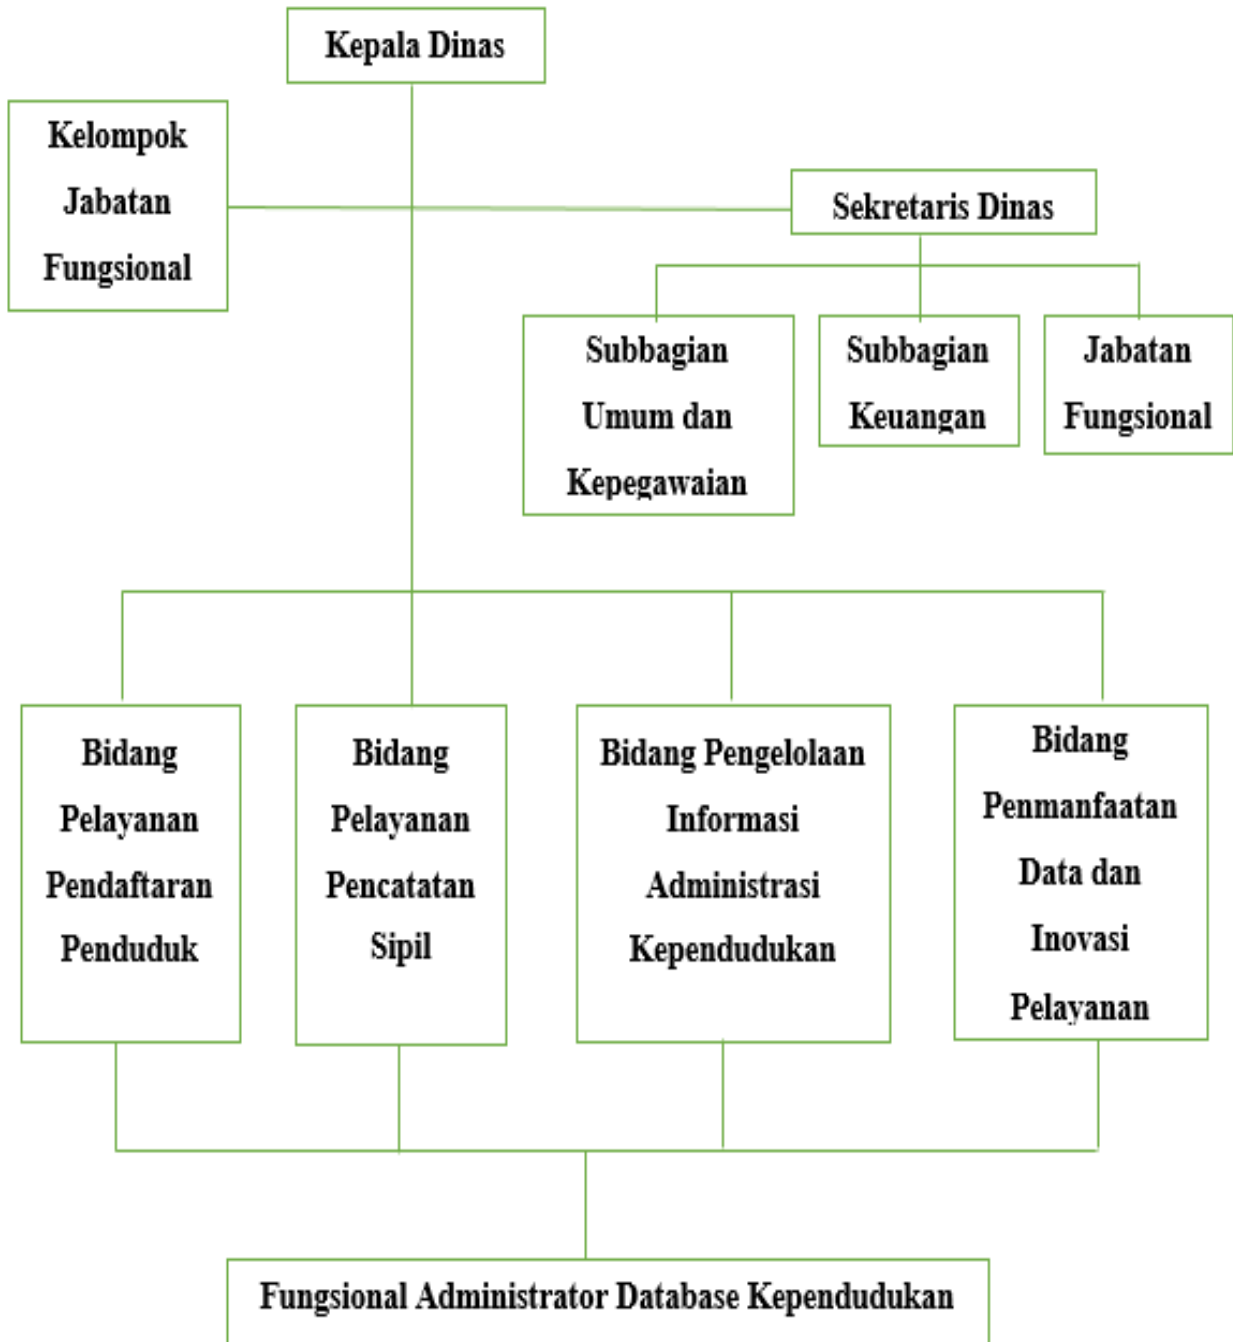 Kepala Dinas
Kelompok
Jabatan
Fungsional
Sekretaris Dinas
Subbagian
Umum dan
Kepegawaian
Subbagian
Keuangan
Jabatan
Fungsional
Bidang
Pelayanan
Pendaftaran
Penduduk
Bidang
Pelayanan
Pencatatan
Sipil
Bidang Pengelolaan
Informasi
Administrasi
Kependudukan
Bidang
Penmanfaatan
Data dan
Inovasi
Pelayanan
Fungsional Administrator Database Kependudukan